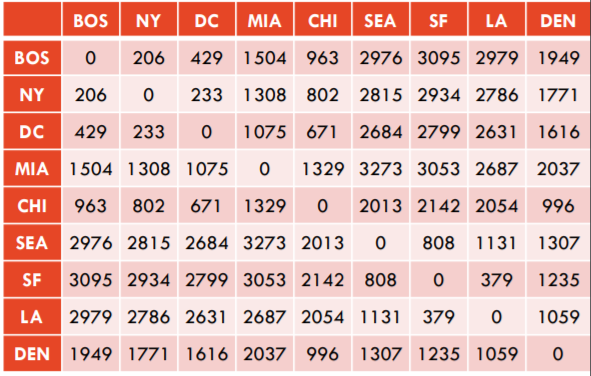 BOS NY DC MIA CHI SEA SF LA DEN
BOS 0 206 429 1504 963 2976 3095 2979 1949
NY 206 0 233 1308 802 2815 2934 2786 1771
DC 429 233 0 1075 671 2684 2799 2631 1616
MIA 1504 1308 1075 0 1329 3273 3053 2687 2037
CHI 963 802 671 1329 0 2013 2142 2054 996
SEA 2976 2815 2684 3273 2013 0 808 1131 1307
SF 3095 2934 2799 3053 2142 808 0 379 1235
LA 2979 2786 2631 2687 2054 1131 379 0 1059
DEN 1949 1771 1616 2037 996 1307 1235 1059 0